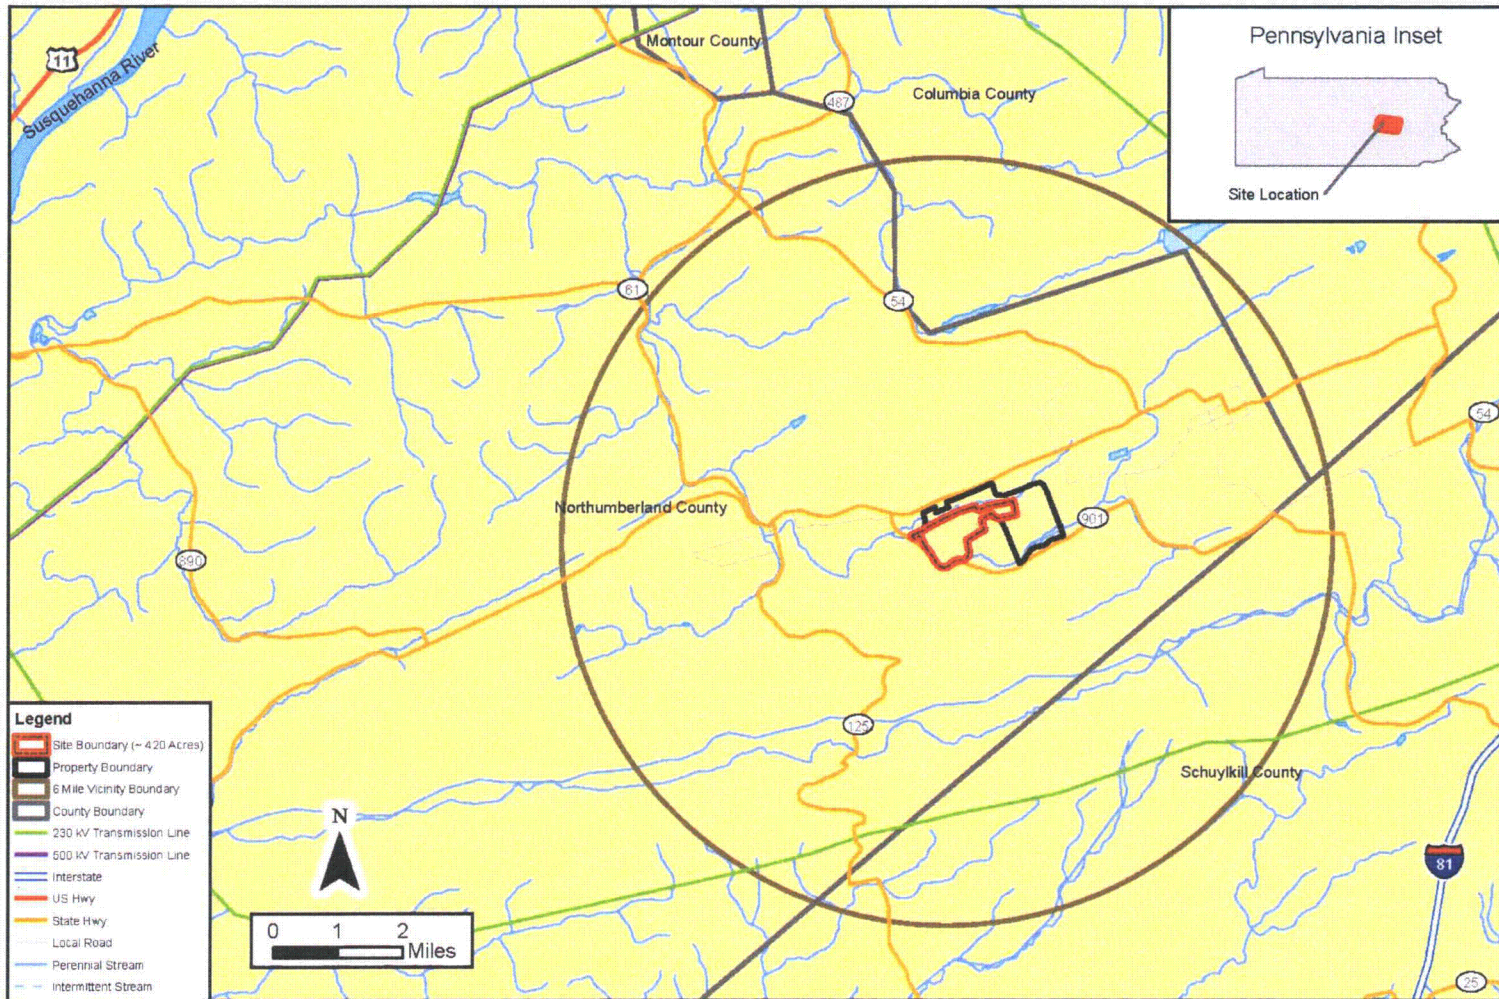 Pennsylvania Inset
Site Location
11
Susquehanna River
Montour County
Columbia County
487
61
54
54
Northumberland County
901
890
125
Schuylkill County
81
25
Legend
Site Boundary (~ 420 Acres)
Property Boundary
6 Mile Vicinity Boundary
County Boundary
230 kV Transmission Line
500 kV Transmission Line
Interstate
US Hwy
State Hwy
Local Road
Perennial Stream
Intermittent Stream
N
0 1 2
Miles